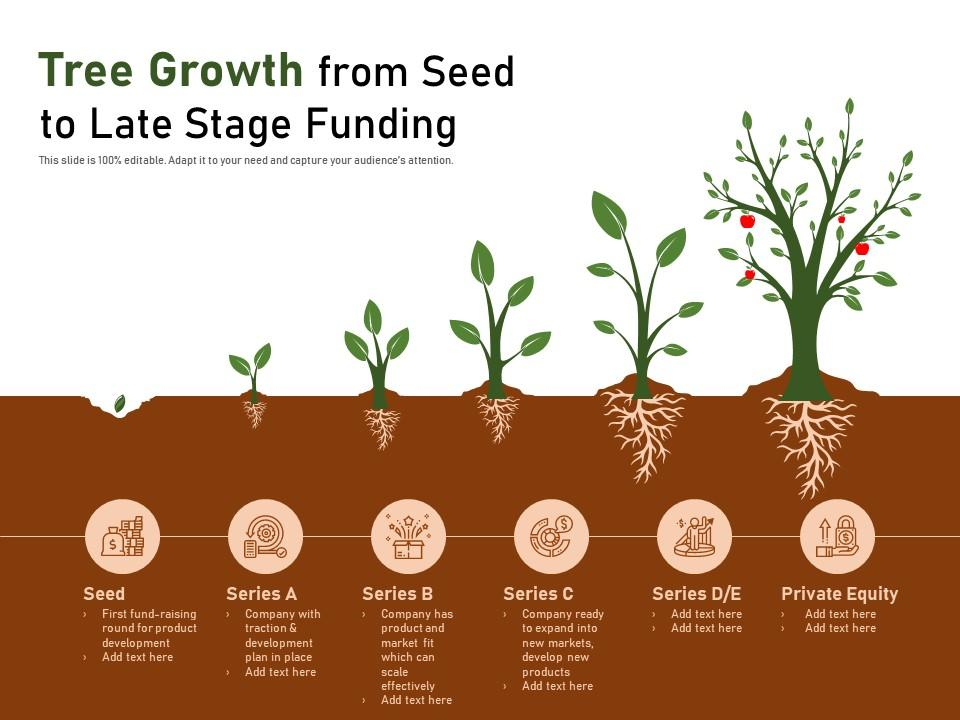 Tree Growth from Seed
to Late Stage Funding
This slide is 100% editable. Adapt it to your need and capture your audience's attention.
$
$
$
$
Seed
› First fund-raising
round for product
development
› Add text here
Series A
› Company with
traction &
development
plan in place
› Add text here
Series B
› Company has
product and
market fit
which can
scale
effectively
› Add text here
Series C
› Company ready
to expand into
new markets,
develop new
products
› Add text here
Series D/E
› Add text here
› Add text here
Private Equity
› Add text here
› Add text here